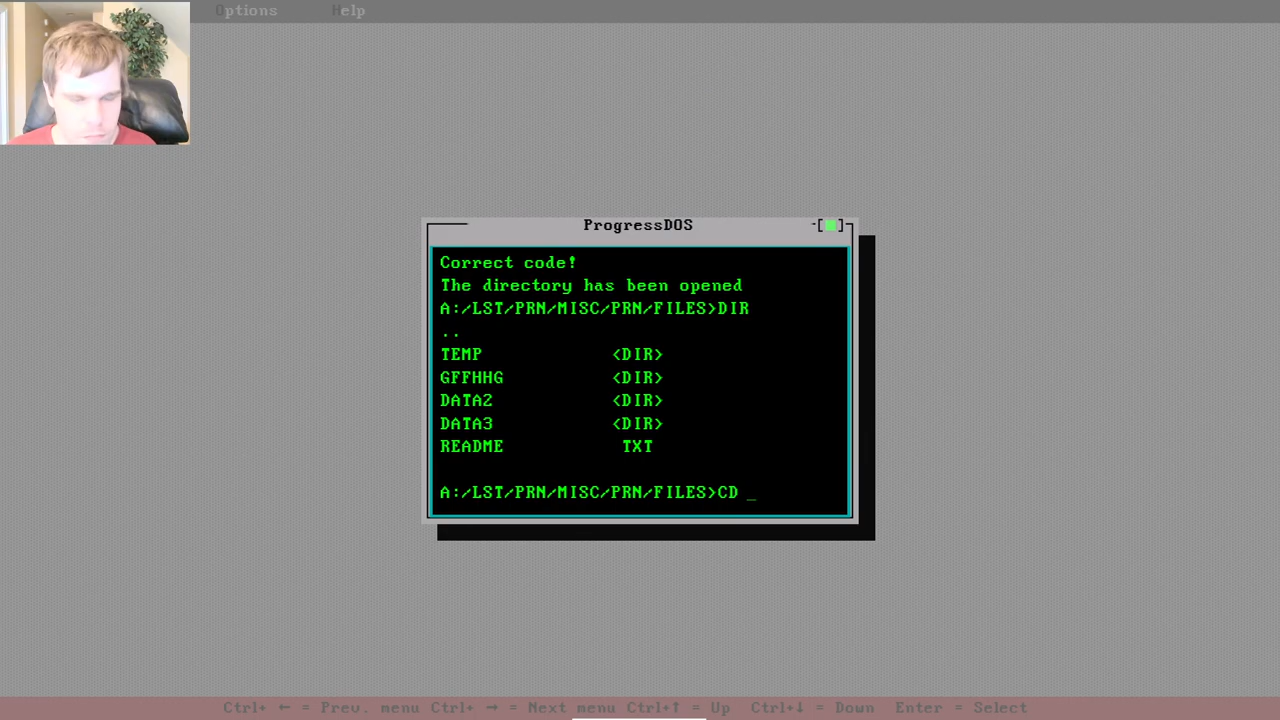 Options Help
ProgressDOS
Correct code!
The directory has been opened
A:/LST/PRN/MISC/PRN/FILES>DIR
..
TEMP <DIR>
GFFHHG <DIR>
DATA2 <DIR>
DATA3 <DIR>
README TXT
A:/LST/PRN/MISC/PRN/FILES>CD _
Ctrl+ ← = Prev. menu Ctrl+ → = Next menu Ctrl+↑ = Up Ctrl+↓ = Down Enter = Select